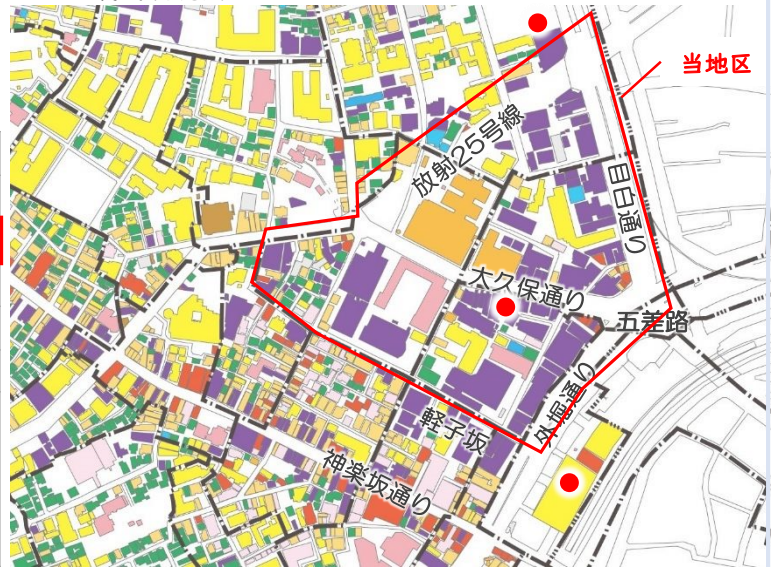 当地区
放射25号線
目白通り
大久保通り
五差路
外堀通り
軽子坂
神楽坂通り